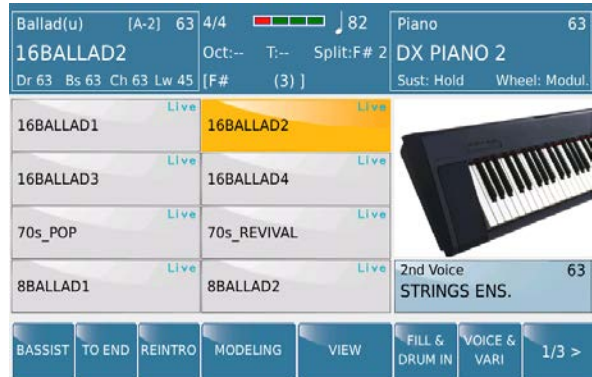 Ballad(u) [A-2] 63 4/4 82 Piano 63
16BALLAD2 Oct:-- T:-- Split:F# 2 DX PIANO 2
Dr 63 Bs 63 Ch 63 Lw 45 [F# (3) ] Sust: Hold Wheel: Modul.
Live Live
16BALLAD1 16BALLAD2
Live Live
16BALLAD3 16BALLAD4
Live Live
70s_POP 70s_REVIVAL
Live Live 2nd Voice 63
8BALLAD1 8BALLAD2 STRINGS ENS.
BASSIST TO END REINTRO MODELING VIEW FILL & DRUM IN VOICE & VARI 1/3 >